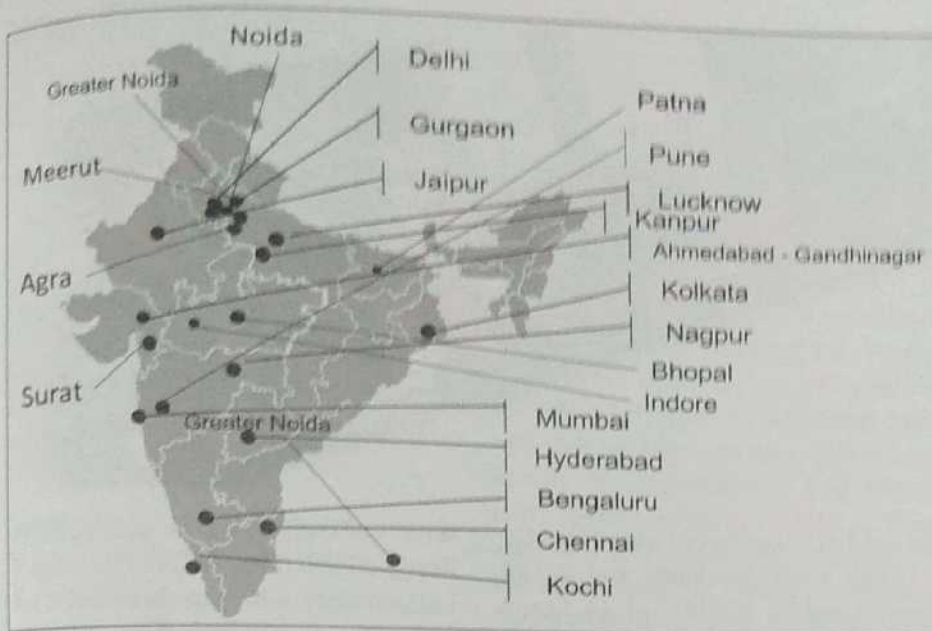 Noida
Delhi
Greater Noida
Patna
Gurgaon
Pune
Meerut
Jaipur
Lucknow
Kanpur
Ahmedabad - Gandhinagar
Agra
Kolkata
Nagpur
Bhopal
Surat
Indore
Mumbai
Greater Noida
Hyderabad
Bengaluru
Chennai
Kochi